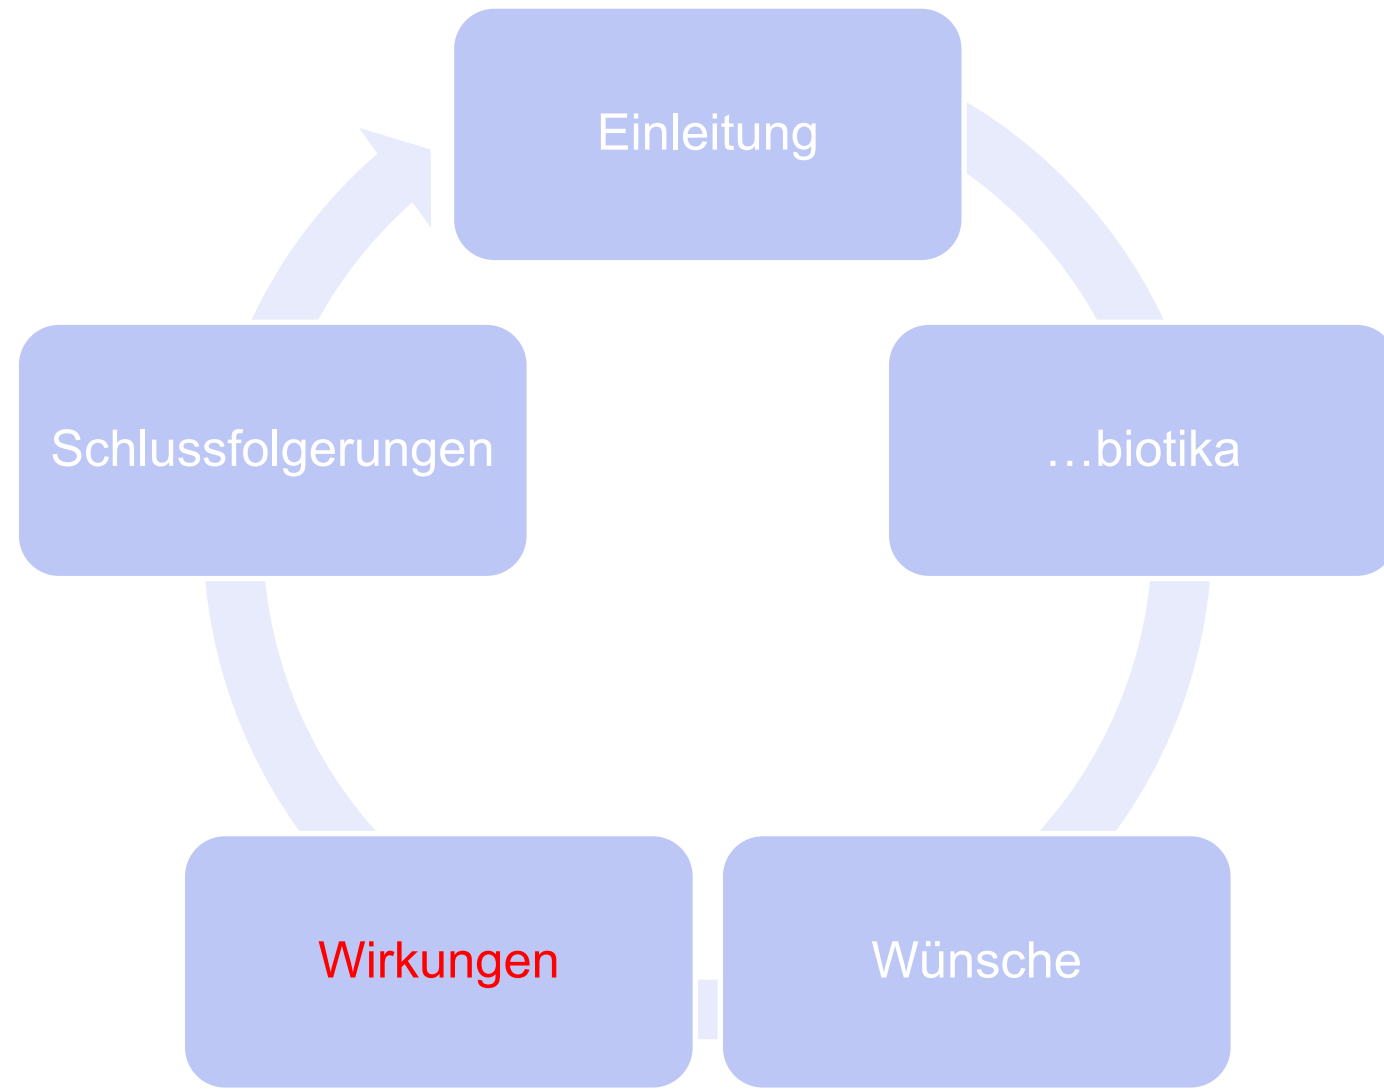 Einleitung
…biotika
Wünsche
Wirkungen
Schlussfolgerungen